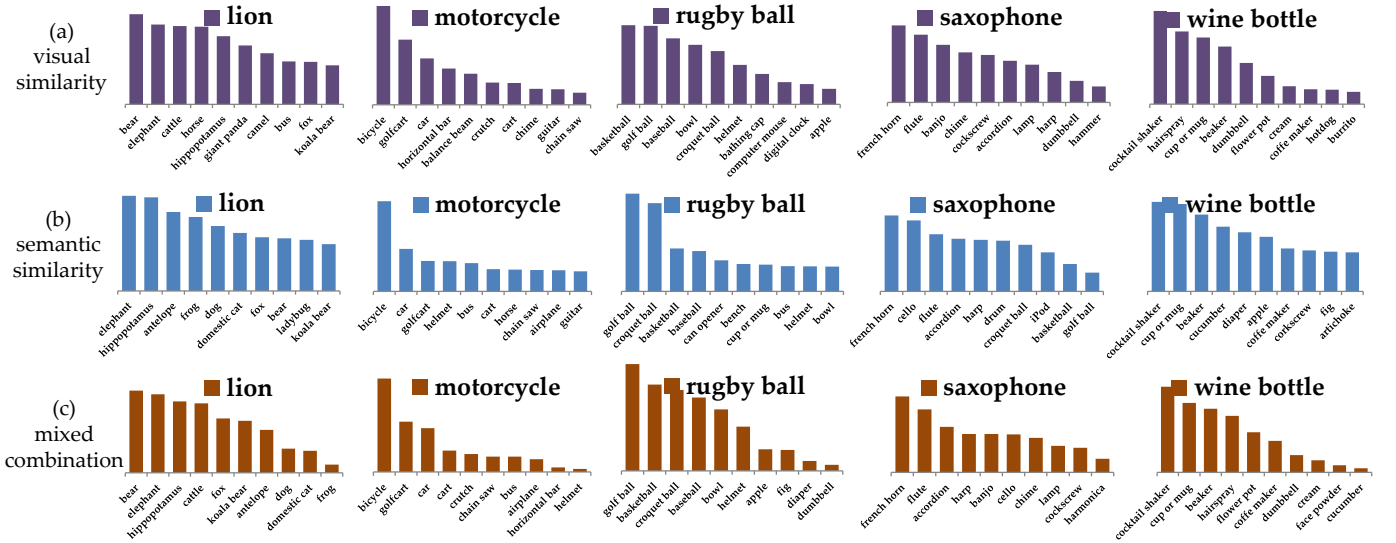 (a)
visual
similarity
lion
bear
elephant
cattle
horse
hippopotamus
giant panda
camel
bus
fox
koala bear
motorcycle
bicycle
golfcart
car
horizontal bar
balance beam
crutch
cart
chime
guitar
chain saw
rugby ball
basketball
golf ball
baseball
bowl
croquet ball
helmet
bathing cap
computer mouse
digital clock
apple
saxophone
french horn
flute
banjo
chime
cockscrew
accordion
lamp
harp
dumbbell
hammer
wine bottle
cocktail shaker
hairspray
cup or mug
beaker
dumbbell
flower pot
cream
coffe maker
hotdog
burrito
(b)
semantic
similarity
lion
elephant
hippopotamus
antelope
frog
dog
domestic cat
fox
bear
ladybug
koala bear
motorcycle
bicycle
car
golfcart
helmet
bus
cart
horse
chain saw
airplane
guitar
rugby ball
golf ball
croquet ball
basketball
baseball
can opener
bench
cup or mug
bus
helmet
bowl
saxophone
french horn
cello
flute
accordion
harp
drum
croquet ball
iPod
basketball
golf ball
wine bottle
cocktail shaker
cup or mug
beaker
cucumber
diaper
apple
coffe maker
corkscrew
fig
artichoke
(c)
mixed
combination
lion
bear
elephant
hippopotamus
cattle
fox
koala bear
antelope
dog
domestic cat
frog
motorcycle
bicycle
golfcart
car
cart
crutch
chain saw
bus
airplane
horizontal bar
helmet
rugby ball
golf ball
basketball
croquet ball
baseball
bowl
helmet
apple
fig
diaper
dumbbell
saxophone
french horn
flute
accordion
harp
banjo
cello
chime
lamp
cockscrew
harmonica
wine bottle
cocktail shaker
cup or mug
beaker
hairspray
flower pot
coffe maker
dumbbell
cream
face powder
cucumber